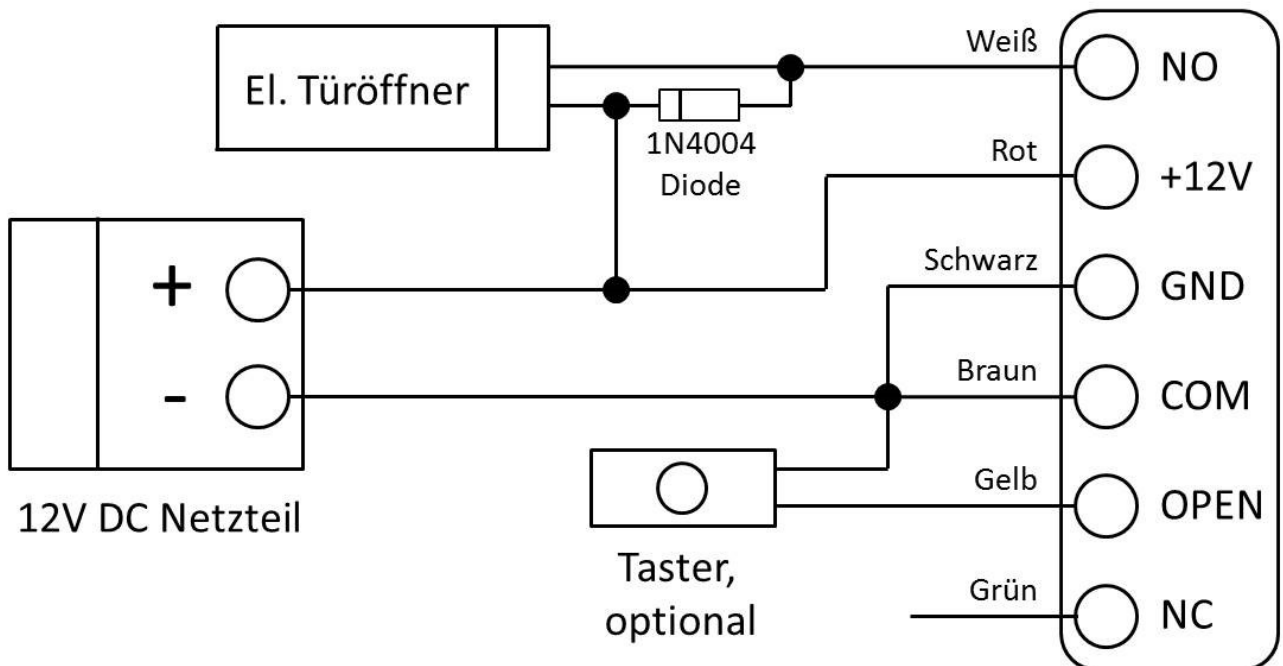 Weiß
NO
El. Türöffner
1N4004
Diode
Rot
+12V
+
Schwarz
GND
-
Braun
COM
12V DC Netzteil
Gelb
OPEN
Taster,
optional
Grün
NC